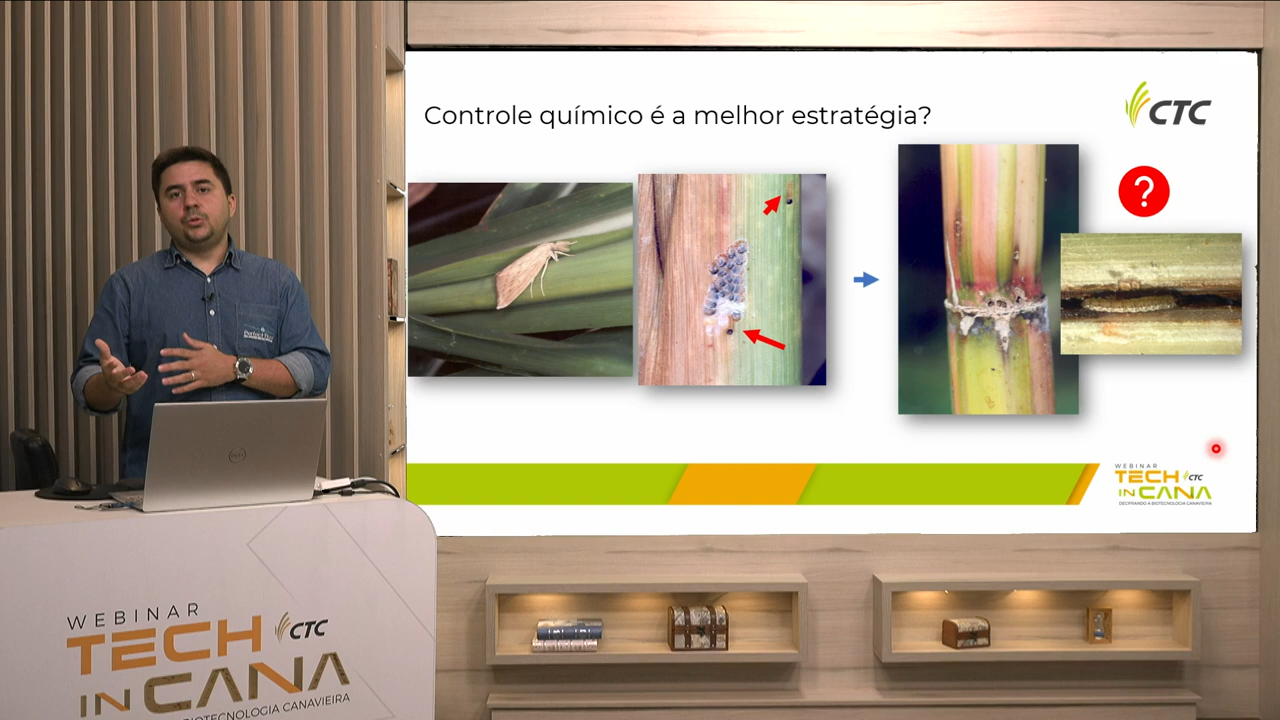 Controle químico é a melhor estratégia?
CTC
?
WEBINAR
TECH CTC
IN CANA
DECIFRANDO A BIOTECNOLOGIA CANAVIEIRA
DELL
WEBINAR
TECH CTC
IN CANA
BIOTECNOLOGIA CANAVIEIRA